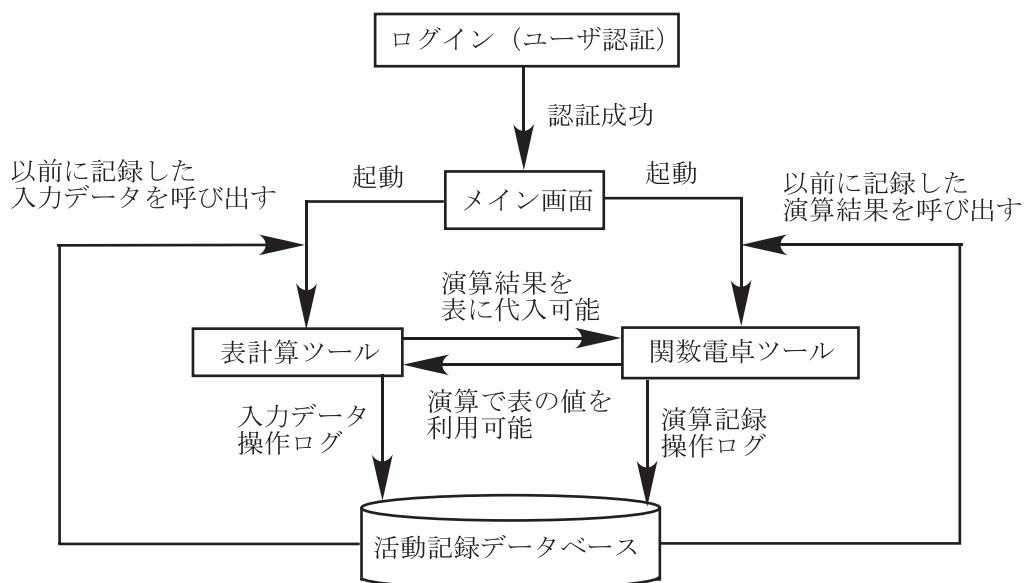 ログイン（ユーザ認証）
認証成功
以前に記録した
入力データを呼び出す
起動
メイン画面
起動
以前に記録した
演算結果を呼び出す
演算結果を
表に代入可能
表計算ツール
関数電卓ツール
演算で表の値を
利用可能
入力データ
操作ログ
演算記録
操作ログ
活動記録データベース